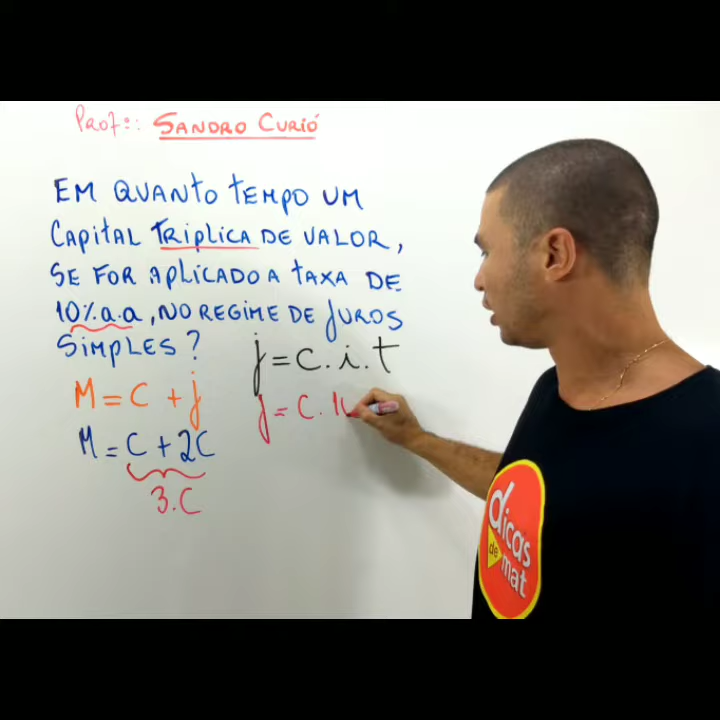 Prof:: SANDRO CURIÓ
EM QUANTO TEMPO UM
CAPITAL TRIPLICA DE VALOR,
SE FOR APLICADO A TAXA DE
10% a.a, NO REGIME DE JUROS
SIMPLES?
j = C . i . t
M = C + j
j = C . 10
M = C + 2C
3.C
dicas
de
mat